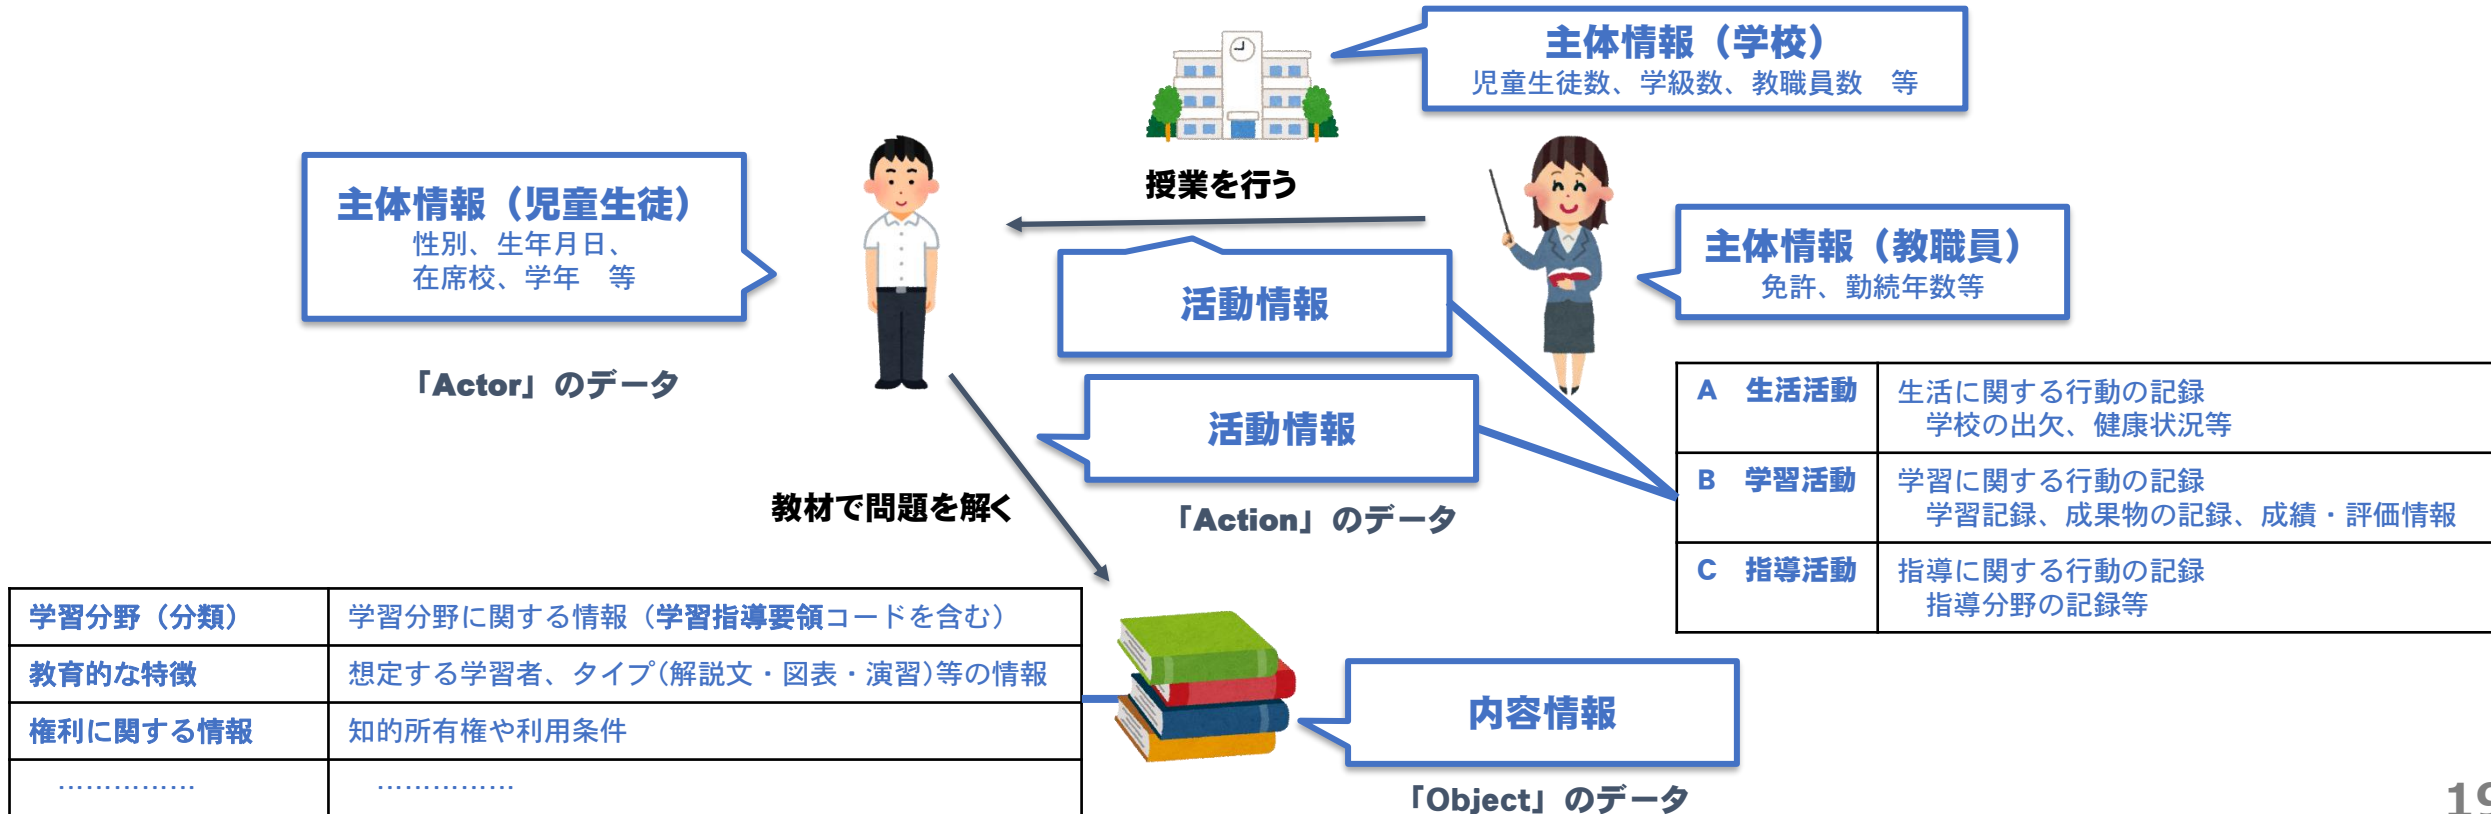 主体情報（学校）
児童生徒数、学級数、教職員数　等
授業を行う
主体情報（児童生徒）
性別、生年月日、
在席校、学年　等
「Actor」のデータ
主体情報（教職員）
免許、勤続年数等
活動情報
活動情報
「Action」のデータ
教材で問題を解く
A　生活活動　生活に関する行動の記録
学校の出欠、健康状況等
B　学習活動　学習に関する行動の記録
学習記録、成果物の記録、成績・評価情報
C　指導活動　指導に関する行動の記録
指導分野の記録等
学習分野（分類）　学習分野に関する情報（学習指導要領コードを含む）
教育的な特徴　想定する学習者、タイプ(解説文・図表・演習)等の情報
権利に関する情報　知的所有権や利用条件
……………　……………
内容情報
「Object」のデータ
19